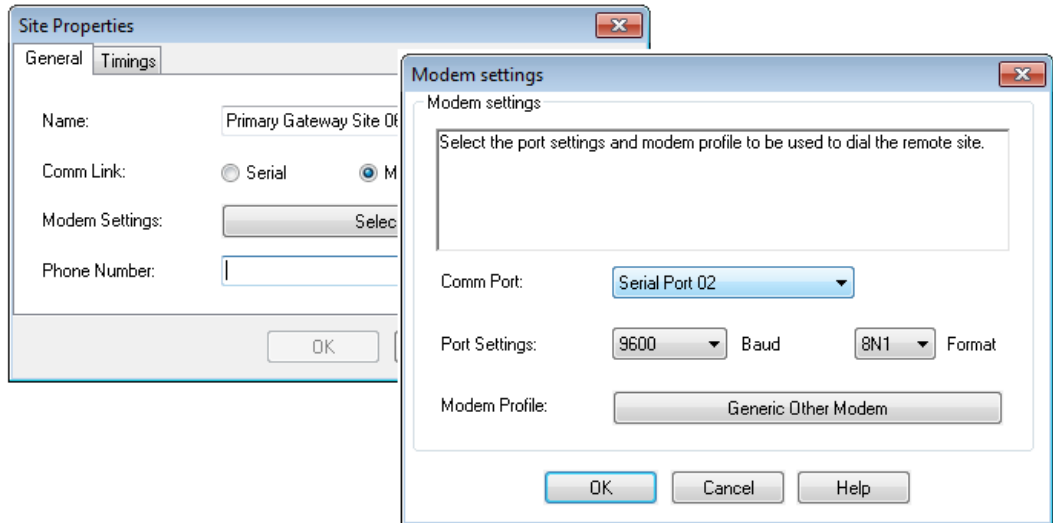 Site Properties
General Timings
Name: Primary Gateway Site
Comm Link: Serial
Modem Settings:
Phone Number:
OK
Modem settings
Modem settings
Select the port settings and modem profile to be used to dial the remote site.
Comm Port: Serial Port 02
Port Settings: 9600 Baud 8N1 Format
Modem Profile: Generic Other Modem
OK Cancel Help